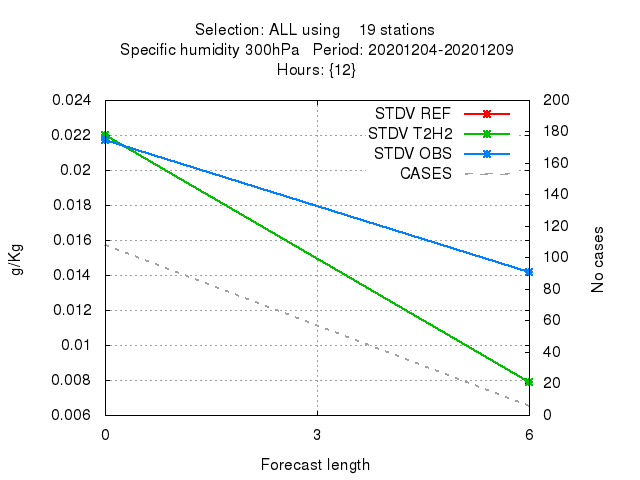 Selection: ALL using    19 stations
Specific humidity 300hPa   Period: 20201204-20201209
Hours: {12}
STDV REF
STDV T2H2
STDV OBS
CASES
0.024
0.022
0.02
0.018
0.016
0.014
0.012
0.01
0.008
0.006
200
180
160
140
120
100
80
60
40
20
0
g/Kg
No cases
0
3
6
Forecast length